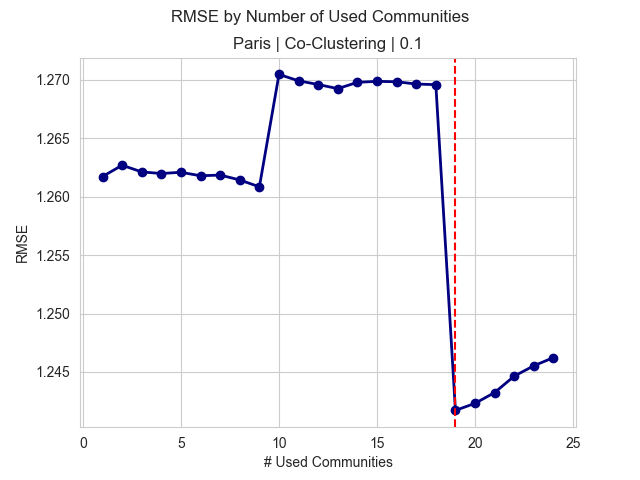 RMSE by Number of Used Communities
Paris | Co-Clustering | 0.1
1.270
1.265
1.260
1.255
1.250
1.245
RMSE
0 5 10 15 20 25
# Used Communities